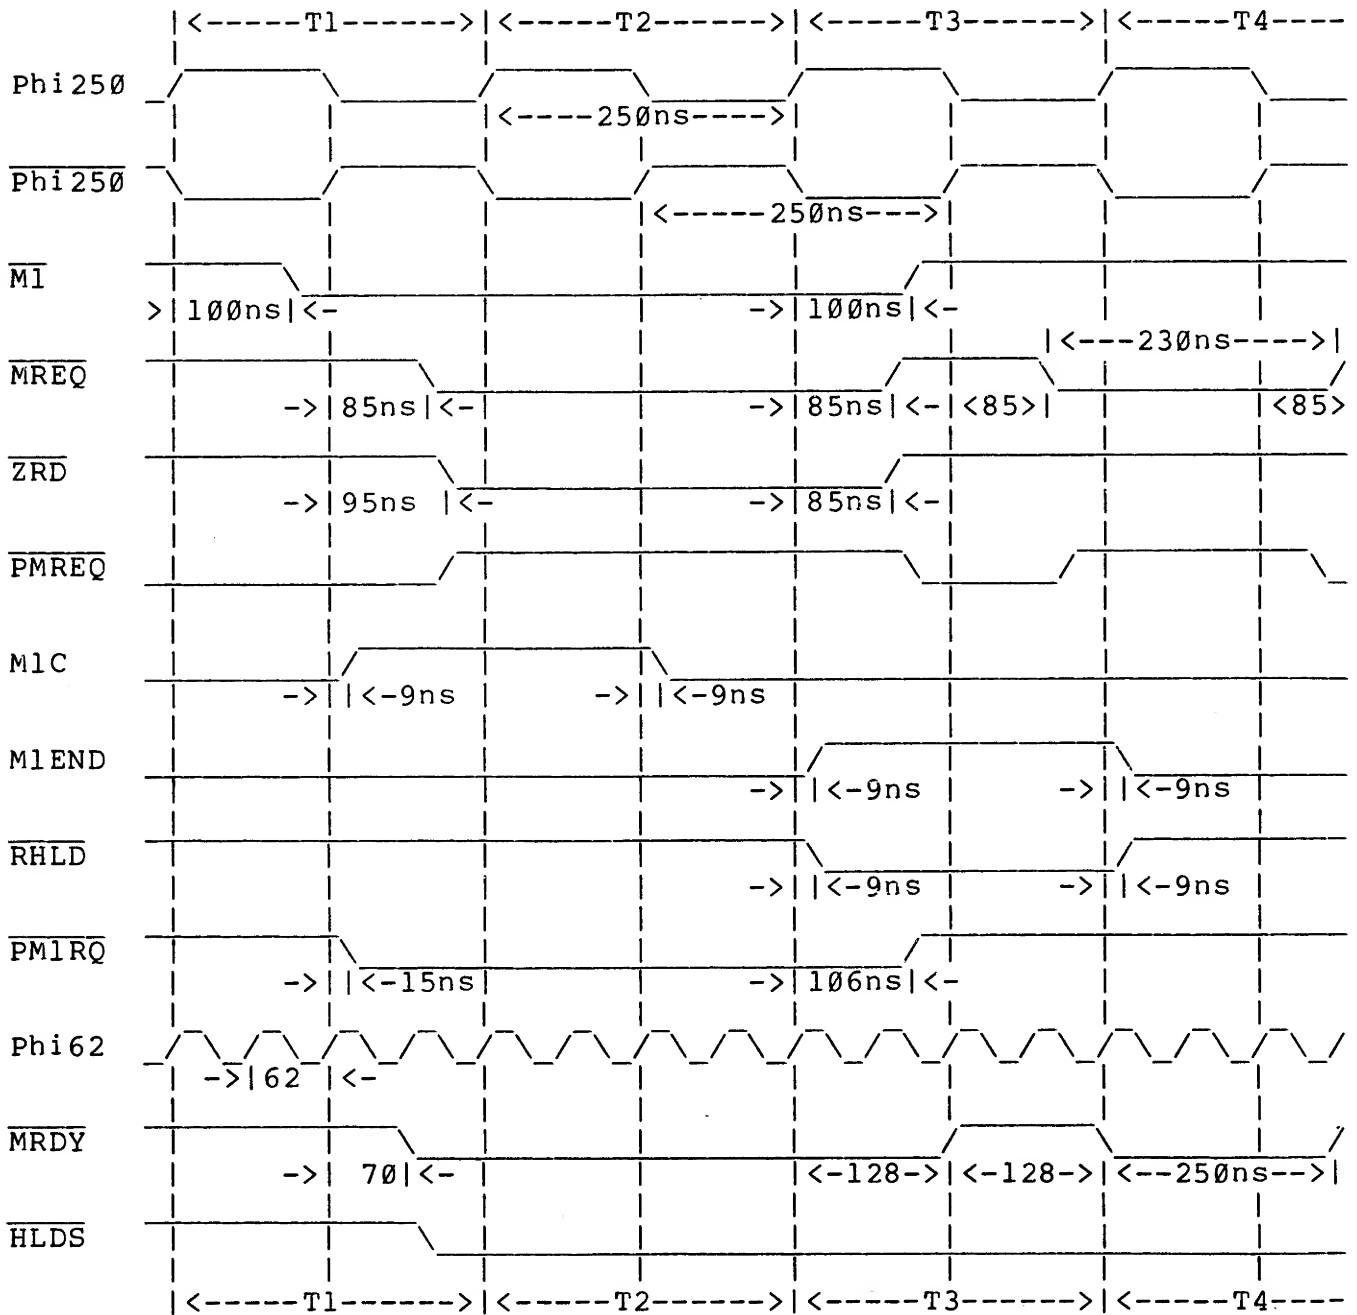 |<-----T1------>|<-----T2------>|<-----T3------>|<-----T4----
Phi250
|<----250ns---->|
Phi250
|<-----250ns--->|
M1
>|100ns|<- ->|100ns|<-
|<---230ns---->|
MREQ
->|85ns|<- ->|85ns|<-|<85>| |<85>
ZRD
->|95ns |<- ->|85ns|<-
PMREQ
M1C
->||<-9ns ->||<-9ns
M1END
->||<-9ns ->||<-9ns
RHLD
->||<-9ns ->||<-9ns
PM1RQ
->||<-15ns ->|106ns|<-
Phi62
->|62 |<-
MRDY
->| 70|<- |<-128->|<-128->|<--250ns-->|
HLDS
|<-----T1------>|<-----T2------>|<-----T3------>|<-----T4----